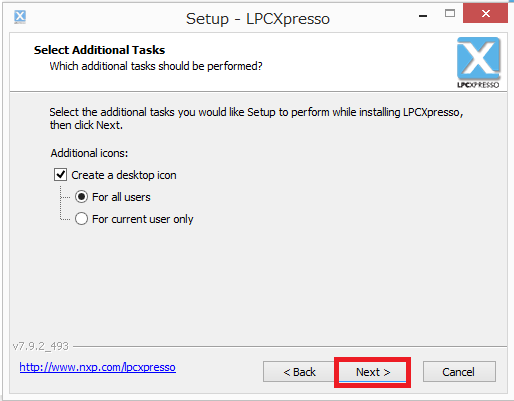 Setup - LPCXpresso
Select Additional Tasks
Which additional tasks should be performed?
LPCXPRESSO
Select the additional tasks you would like Setup to perform while installing LPCXpresso,
then click Next.
Additional icons:
Create a desktop icon
For all users
For current user only
v7.9.2_493
http://www.nxp.com/lpcxpresso
< Back
Next >
Cancel